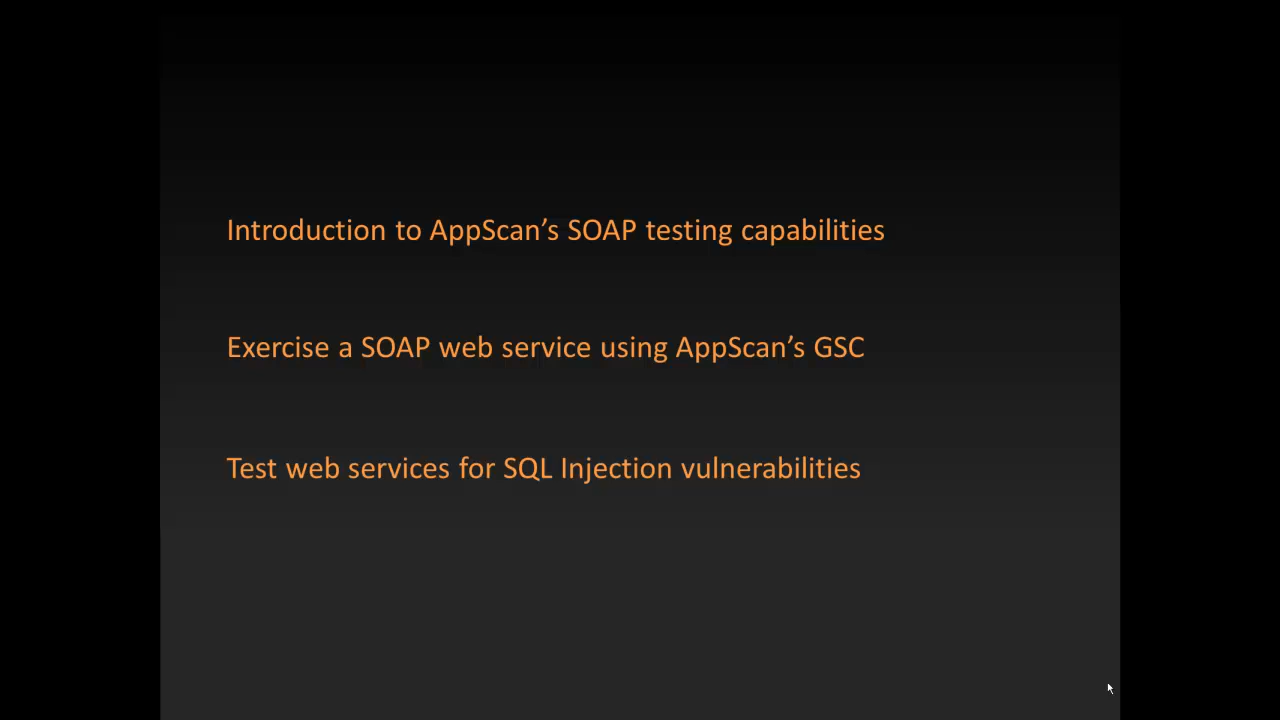 Introduction to AppScan’s SOAP testing capabilities
Exercise a SOAP web service using AppScan’s GSC
Test web services for SQL Injection vulnerabilities